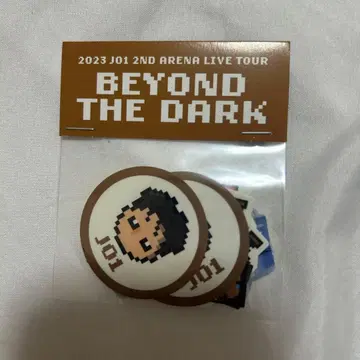 2023 JO1 2ND ARENA LIVE TOUR
BEYOND
THE DARK
JO1
JO1